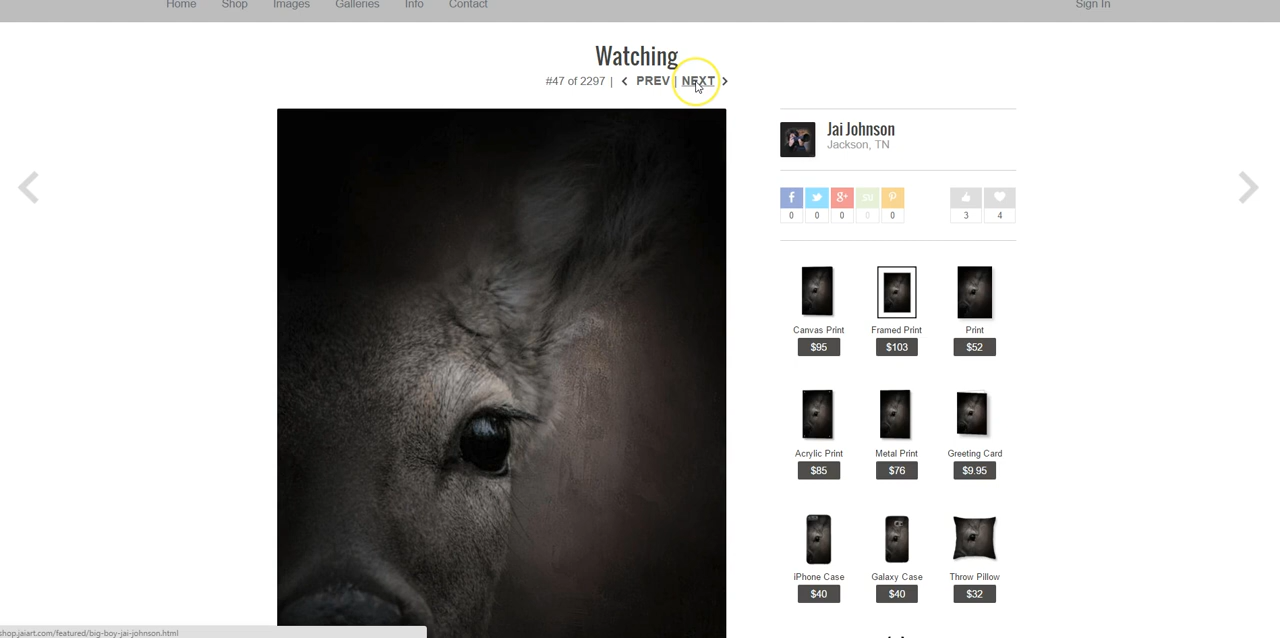 Home Shop Images Galleries Info Contact Sign In
Watching
#47 of 2297 | PREV | NEXT
Jai Johnson
Jackson, TN
f g+ SU p
0 0 0 0 0 3 4
Canvas Print Framed Print Print
$95 $103 $52
Acrylic Print Metal Print Greeting Card
$85 $76 $9.95
iPhone Case Galaxy Case Throw Pillow
$40 $40 $32
shop.jaiart.com/featured/big-boy-jai-johnson.html